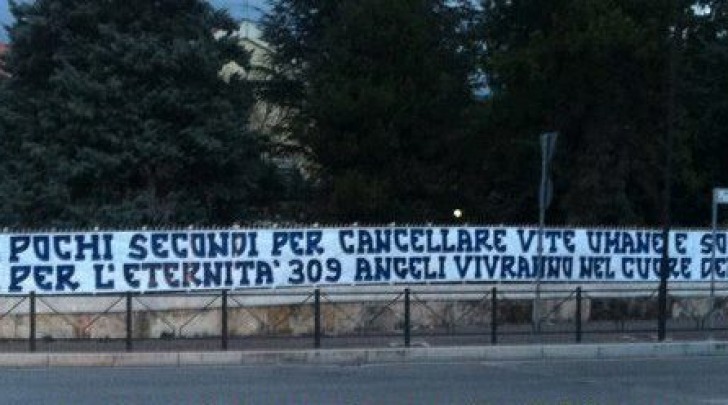 POCHI SECONDI PER CANCELLARE VITE UMANE E
PER L'ETERNITA' 309 ANGELI VIVRANNO NEL CUORE